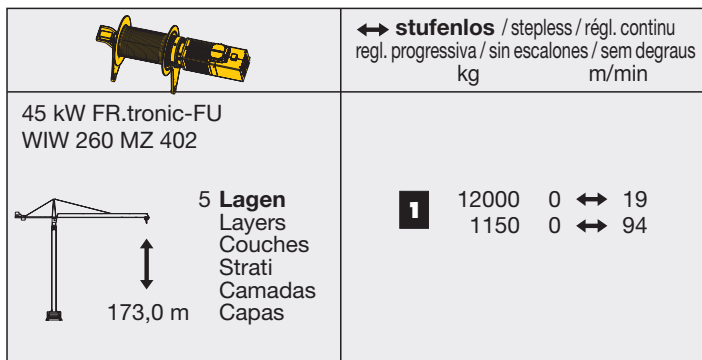 ↔ stufenlos / stepless / régl. continu
regl. progressiva / sin escalones / sem degraus
kg m/min
45 kW FR.tronic-FU
WIW 260 MZ 402
5 Lagen
Layers
Couches
Strati
Camadas
173,0 m Capas
1 12000 0 ↔ 19
1150 0 ↔ 94